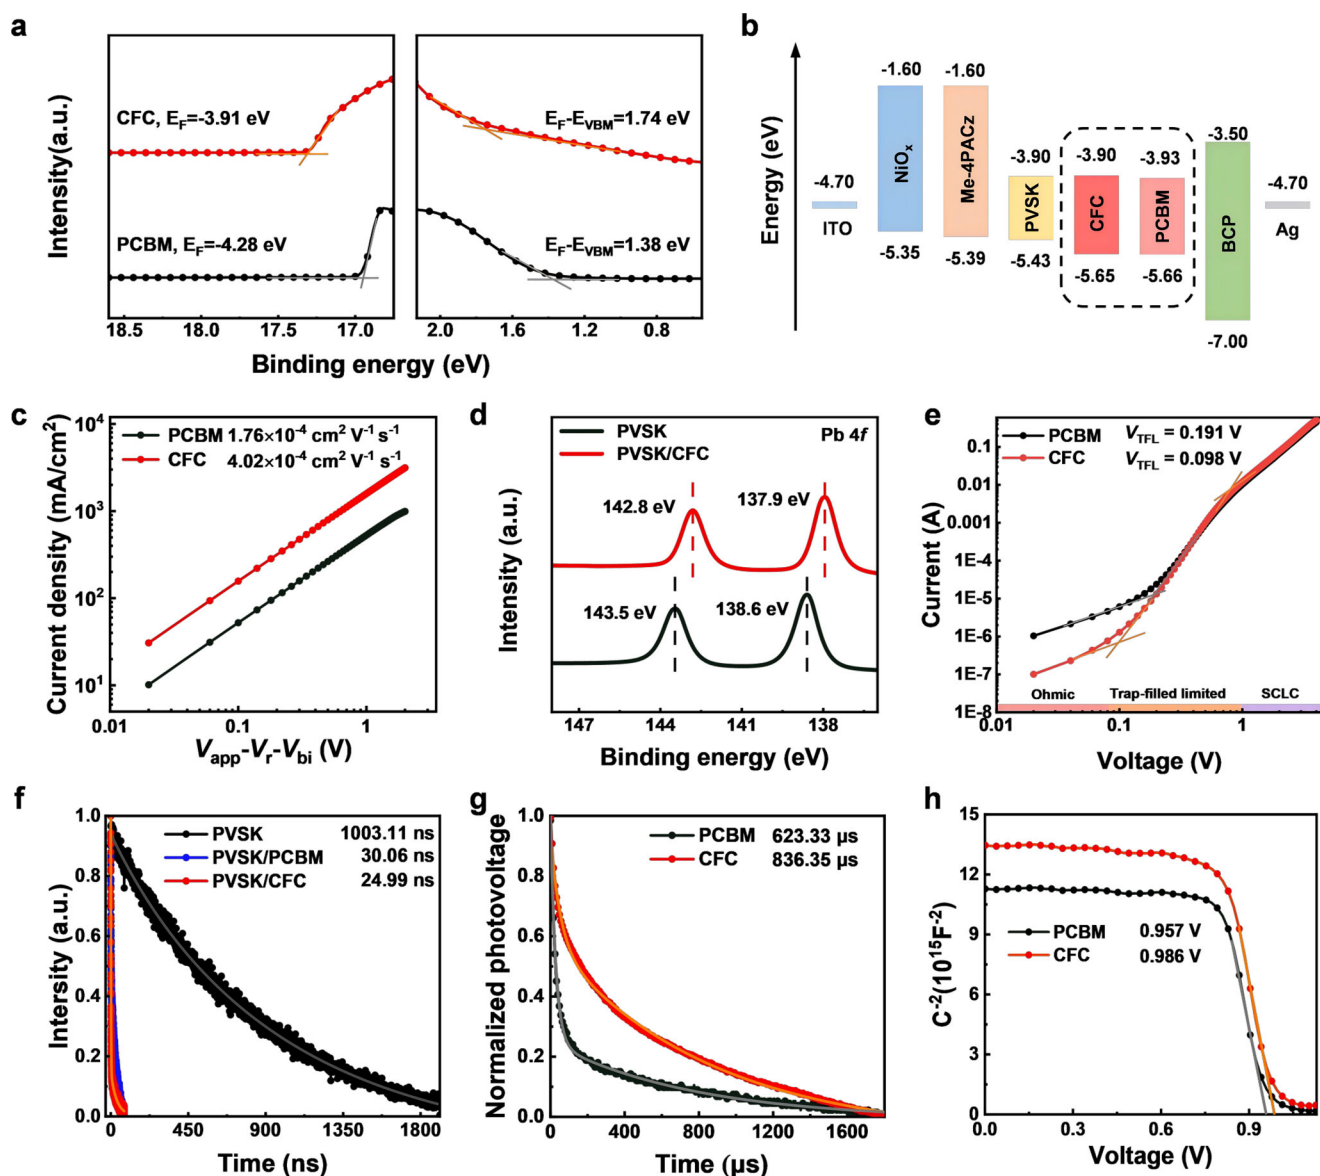 a
Intensity(a.u.)
CFC, E_F=-3.91 eV
E_F-E_VBM=1.74 eV
PCBM, E_F=-4.28 eV
E_F-E_VBM=1.38 eV
18.5 18.0 17.5 17.0 2.0 1.6 1.2 0.8
Binding energy (eV)
b
Energy (eV)
-1.60 -1.60
-3.50
-3.90 -3.90 -3.93
-4.70 -4.70
ITO NiOₓ Me-4PACz PVSK CFC PCBM BCP Ag
-5.35 -5.39 -5.43 -5.65 -5.66
-7.00
c
Current density (mA/cm²)
10⁴
10³
10²
10¹
PCBM 1.76×10⁻⁴ cm² V⁻¹ s⁻¹
CFC 4.02×10⁻⁴ cm² V⁻¹ s⁻¹
0.01 0.1 1
V_app-V_r-V_bi (V)
d
Intensity (a.u.)
PVSK
PVSK/CFC
Pb 4f
142.8 eV 137.9 eV
143.5 eV 138.6 eV
147 144 141 138
Binding energy (eV)
e
Current (A)
0.1
0.01
0.001
1E-4
1E-5
1E-6
1E-7
1E-8
PCBM V_TFL = 0.191 V
CFC V_TFL = 0.098 V
Ohmic Trap-filled limited SCLC
0.01 0.1 1
Voltage (V)
f
Intersity (a.u.)
1.0
0.8
0.6
0.4
0.2
0.0
PVSK 1003.11 ns
PVSK/PCBM 30.06 ns
PVSK/CFC 24.99 ns
0 450 900 1350 1800
Time (ns)
g
Normalized photovoltage
1.0
0.8
0.6
0.4
0.2
0.0
PCBM 623.33 µs
CFC 836.35 µs
0 400 800 1200 1600
Time (µs)
h
C⁻²(10¹⁵F⁻²)
15
12
9
6
3
0
PCBM 0.957 V
CFC 0.986 V
0.0 0.3 0.6 0.9
Voltage (V)